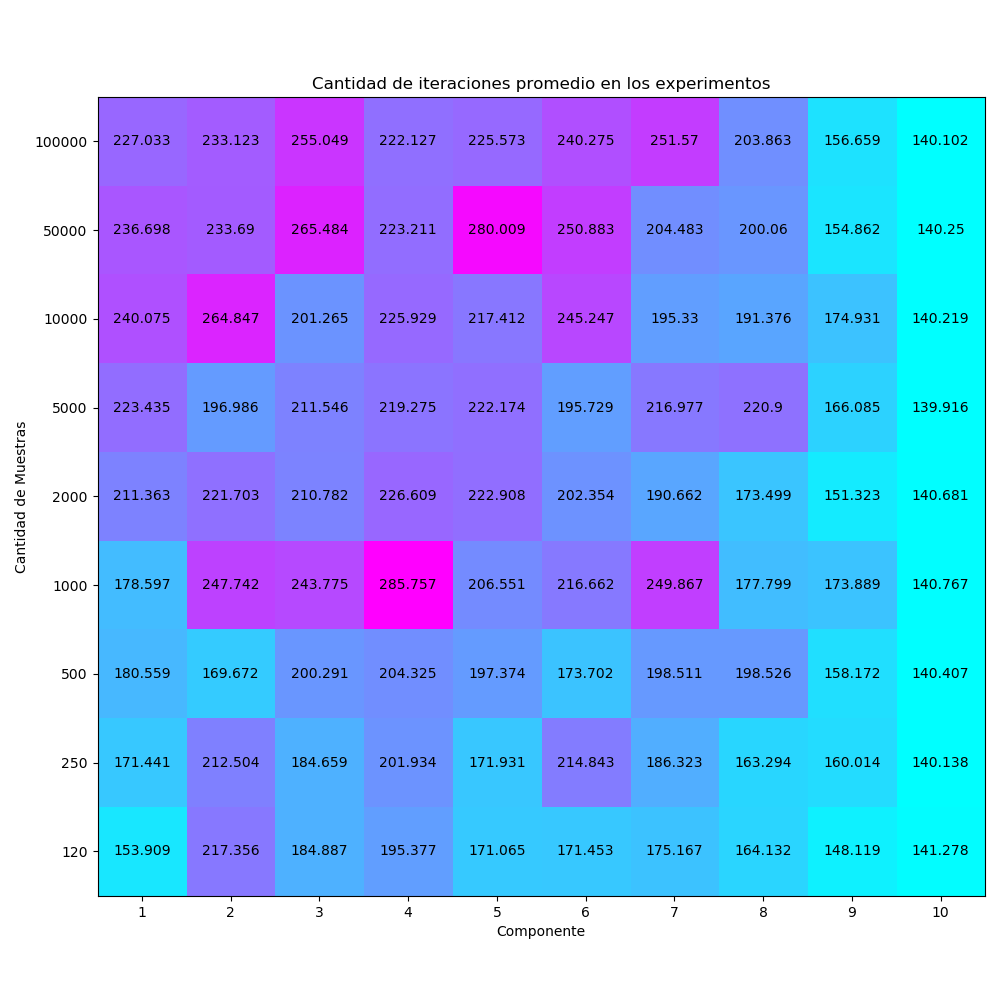 Cantidad de iteraciones promedio en los experimentos
100000 227.033 233.123 255.049 222.127 225.573 240.275 251.57 203.863 156.659 140.102
50000 236.698 233.69 265.484 223.211 280.009 250.883 204.483 200.06 154.862 140.25
10000 240.075 264.847 201.265 225.929 217.412 245.247 195.33 191.376 174.931 140.219
5000 223.435 196.986 211.546 219.275 222.174 195.729 216.977 220.9 166.085 139.916
2000 211.363 221.703 210.782 226.609 222.908 202.354 190.662 173.499 151.323 140.681
1000 178.597 247.742 243.775 285.757 206.551 216.662 249.867 177.799 173.889 140.767
500 180.559 169.672 200.291 204.325 197.374 173.702 198.511 198.526 158.172 140.407
250 171.441 212.504 184.659 201.934 171.931 214.843 186.323 163.294 160.014 140.138
120 153.909 217.356 184.887 195.377 171.065 171.453 175.167 164.132 148.119 141.278
1 2 3 4 5 6 7 8 9 10
Componente
Cantidad de Muestras